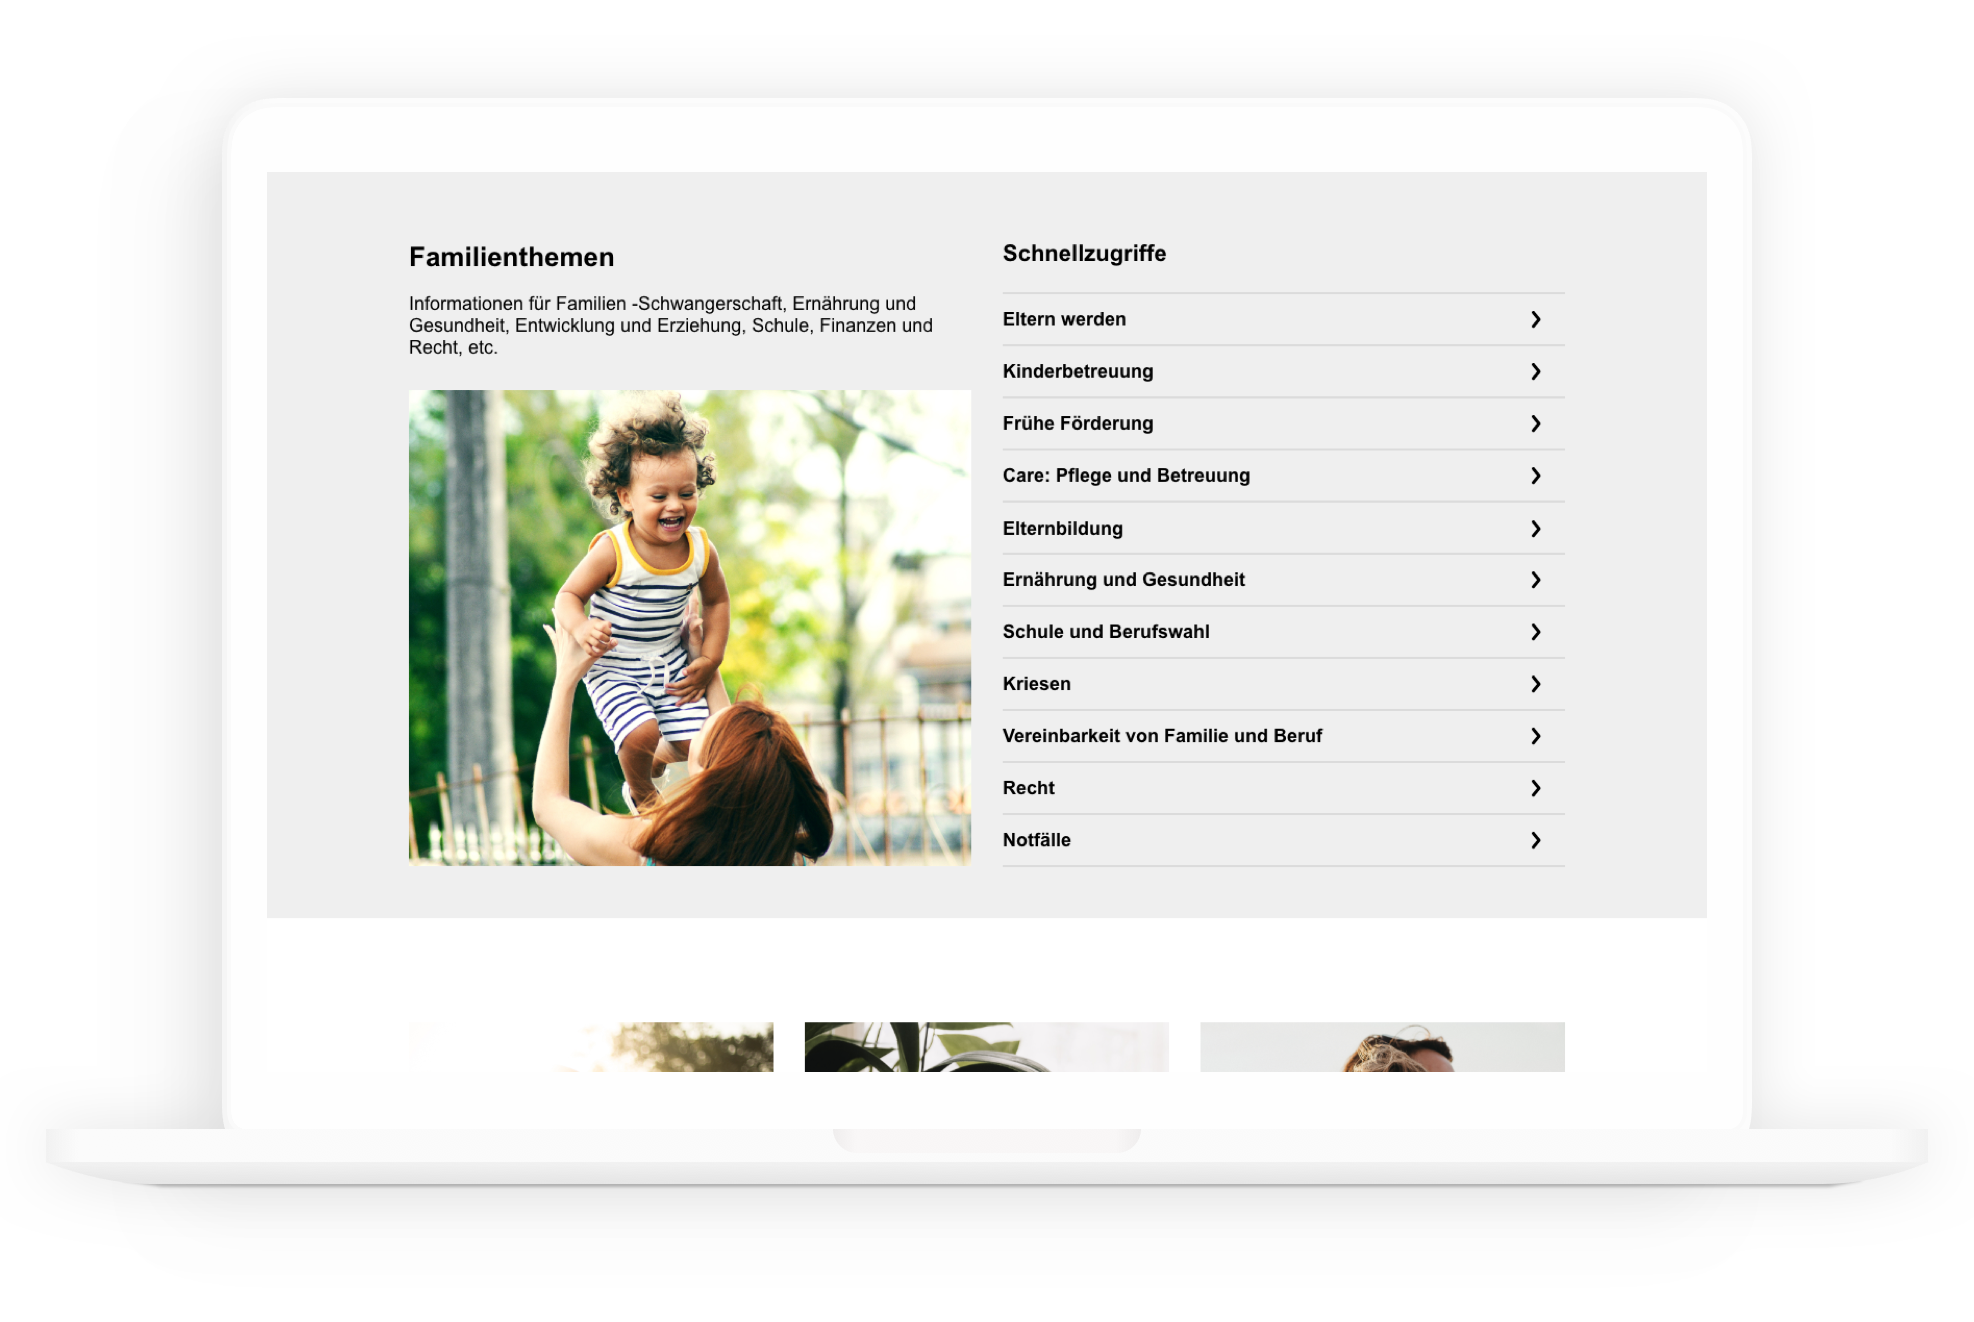 Familienthemen
Informationen für Familien -Schwangerschaft, Ernährung und
Gesundheit, Entwicklung und Erziehung, Schule, Finanzen und
Recht, etc.
Schnellzugriffe
Eltern werden
Kinderbetreuung
Frühe Förderung
Care: Pflege und Betreuung
Elternbildung
Ernährung und Gesundheit
Schule und Berufswahl
Kriesen
Vereinbarkeit von Familie und Beruf
Recht
Notfälle